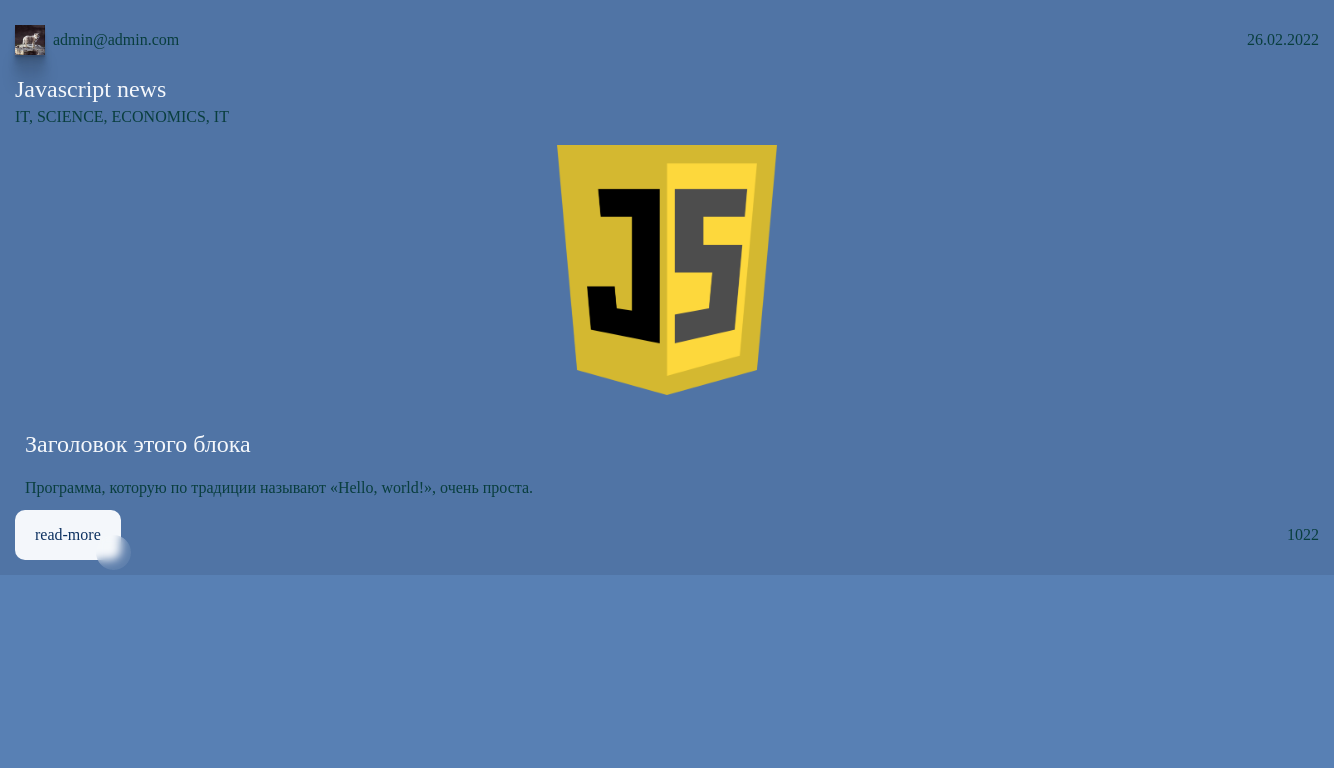 admin@admin.com
26.02.2022
Javascript news
IT, SCIENCE, ECONOMICS, IT
JS
Заголовок этого блока
Программа, которую по традиции называют «Hello, world!», очень проста.
read-more
1022